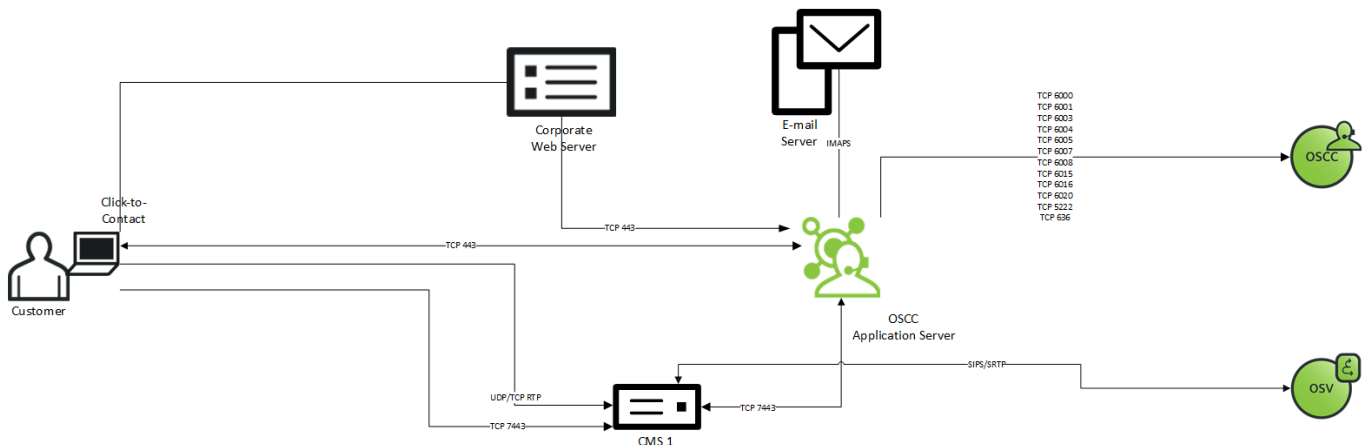 Corporate
Web Server
E-mail
Server
IMAPS
TCP 6000
TCP 6001
TCP 6003
TCP 6004
TCP 6005
TCP 6007
TCP 6008
TCP 6015
TCP 6016
TCP 6020
TCP 5222
TCP 636
OSCC
Click-to-
Contact
Customer
TCP 443
TCP 443
OSCC
Application Server
SIPS/SRTP
OSV
UDP/TCP RTP
TCP 7443
TCP 7443
CMS 1